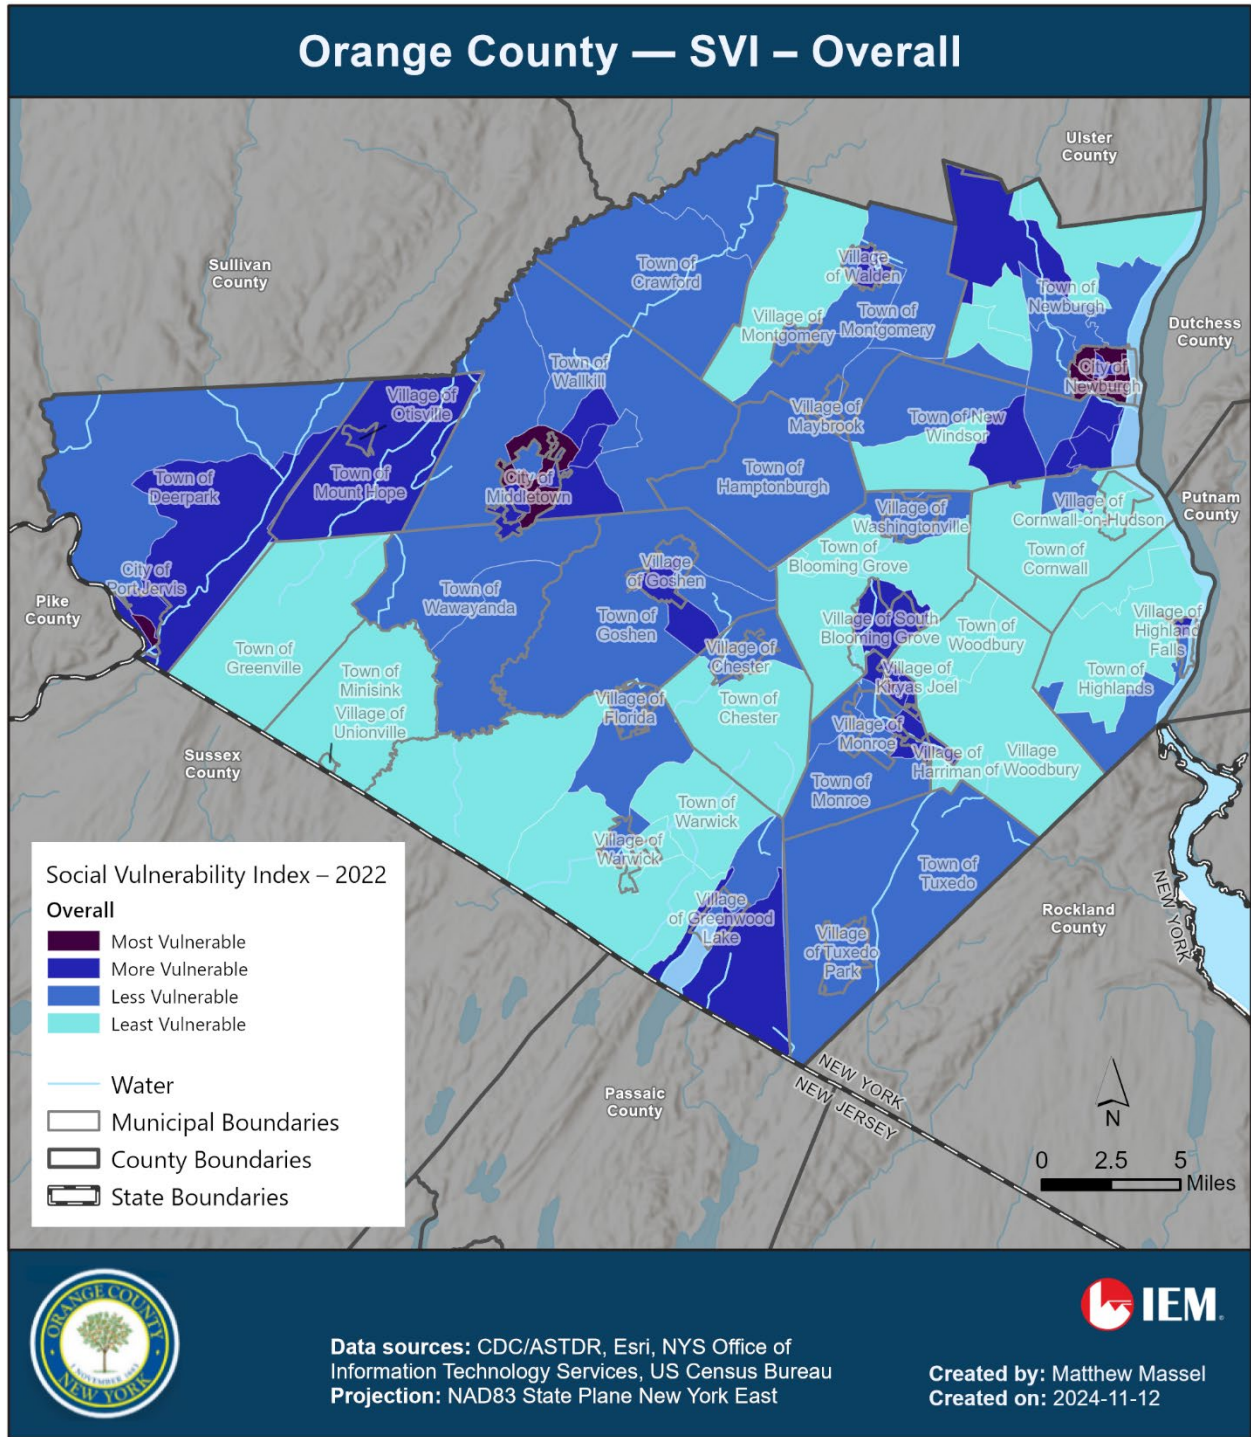 Orange County — SVI – Overall
Ulster
County
Sullivan
County
Dutchess
County
Putnam
County
Pike
County
Sussex
County
Passaic
County
Rockland
County
Town of
Crawford
Village
of Walden
Village of
Montgomery
Town of
Montgomery
Town of
Newburgh
City of
Newburgh
Town of
Wallkill
Village of
Otisville
Town of
Mount Hope
Town of
Deerpark
City of
Port Jervis
City of
Middletown
Village of
Maybrook
Town of New
Windsor
Town of
Hamptonburgh
Village of
Washingtonville
Village of
Cornwall-on-Hudson
Town of
Cornwall
Town of
Blooming Grove
Village
of Goshen
Town of
Goshen
Town of
Wawayanda
Town of
Greenville
Town of
Minisink
Village of
Unionville
Village of
Chester
Town of
Chester
Village of
Florida
Village of South
Blooming Grove
Town of
Woodbury
Village of
Kiryas Joel
Village of
Highland
Falls
Town of
Highlands
Village of
Monroe
Village of
Harriman
Village
of Woodbury
Town of
Monroe
Town of
Warwick
Village of
Warwick
Village
of Greenwood
Lake
Town of
Tuxedo
Village
of Tuxedo
Park
NEW YORK
NEW YORK
NEW JERSEY
Social Vulnerability Index – 2022
Overall
Most Vulnerable
More Vulnerable
Less Vulnerable
Least Vulnerable
Water
Municipal Boundaries
County Boundaries
State Boundaries
N
0 2.5 5
Miles
ORANGE COUNTY
1 NOVEMBER 1683
NEW YORK
IEM.
Data sources: CDC/ASTDR, Esri, NYS Office of
Information Technology Services, US Census Bureau
Projection: NAD83 State Plane New York East
Created by: Matthew Massel
Created on: 2024-11-12